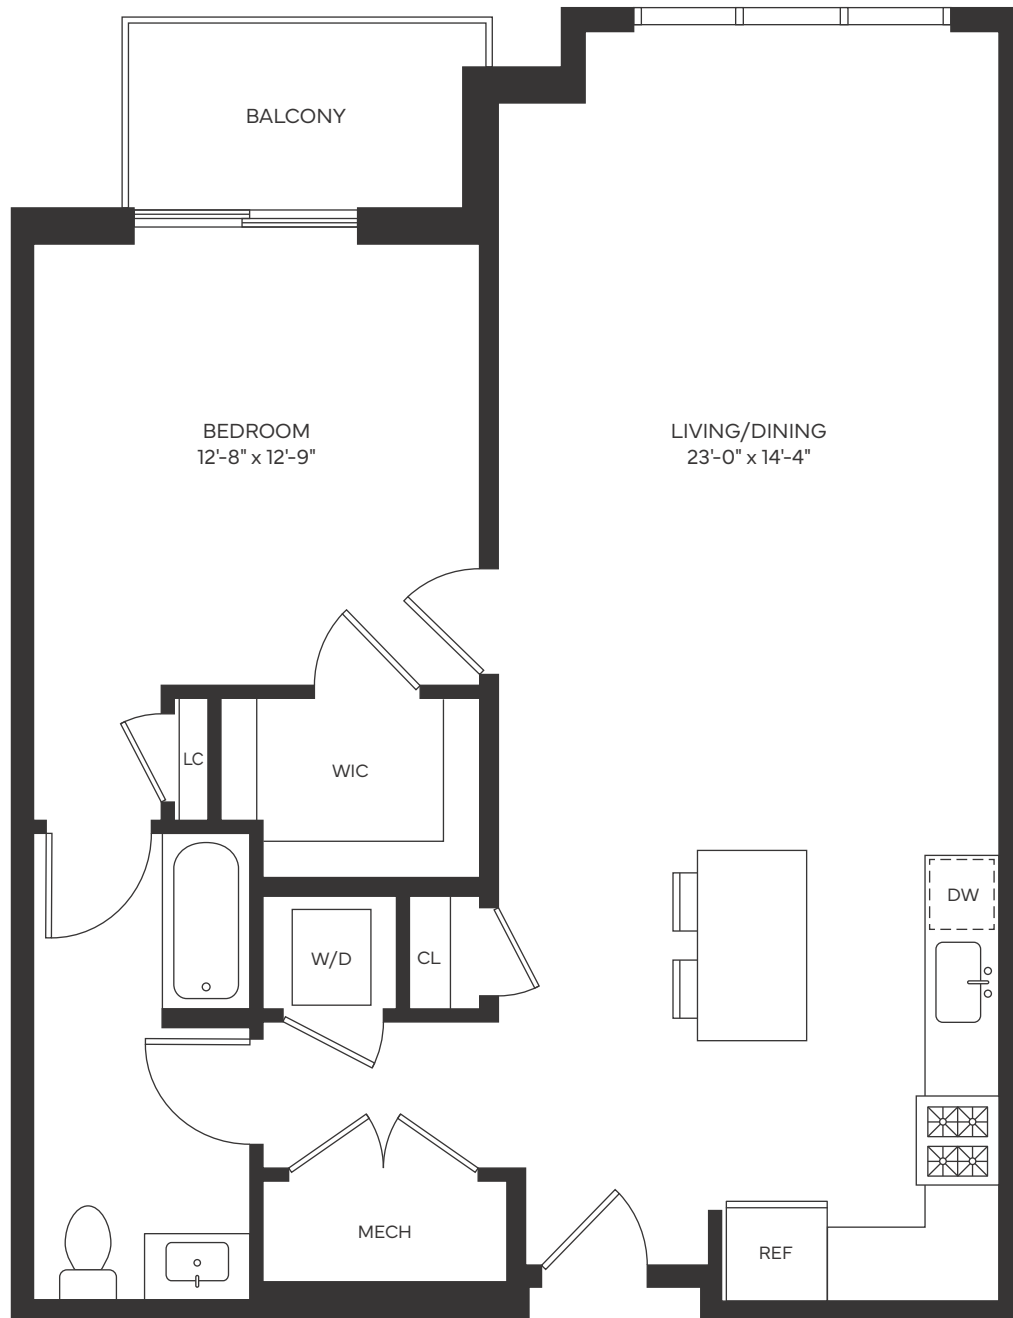 BALCONY
BEDROOM
12'-8" x 12'-9"
LIVING/DINING
23'-0" x 14'-4"
LC
WIC
W/D
CL
DW
MECH
REF